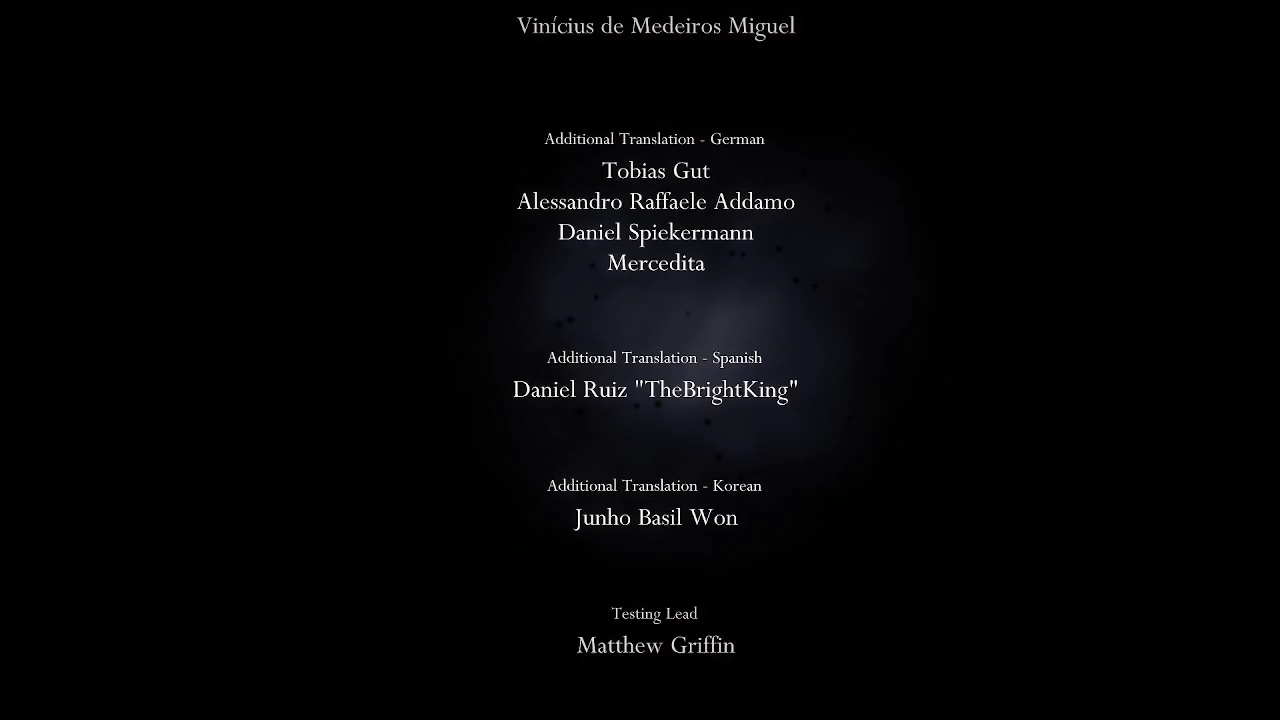 Vinícius de Medeiros Miguel
Additional Translation - German
Tobias Gut
Alessandro Raffaele Addamo
Daniel Spiekermann
Mercedita
Additional Translation - Spanish
Daniel Ruiz "TheBrightKing"
Additional Translation - Korean
Junho Basil Won
Testing Lead
Matthew Griffin